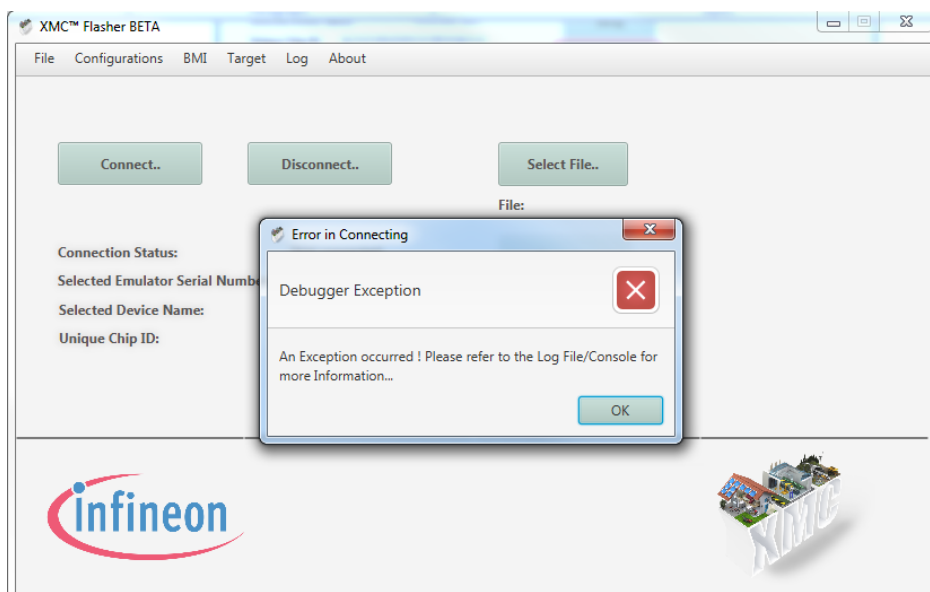 XMC™ Flasher BETA
File Configurations BMI Target Log About
Connect.. Disconnect.. Select File..
File:
Error in Connecting
Connection Status:
Selected Emulator Serial Numbe
Debugger Exception
Selected Device Name:
Unique Chip ID:
An Exception occurred ! Please refer to the Log File/Console for
more Information...
OK
infineon
XMC